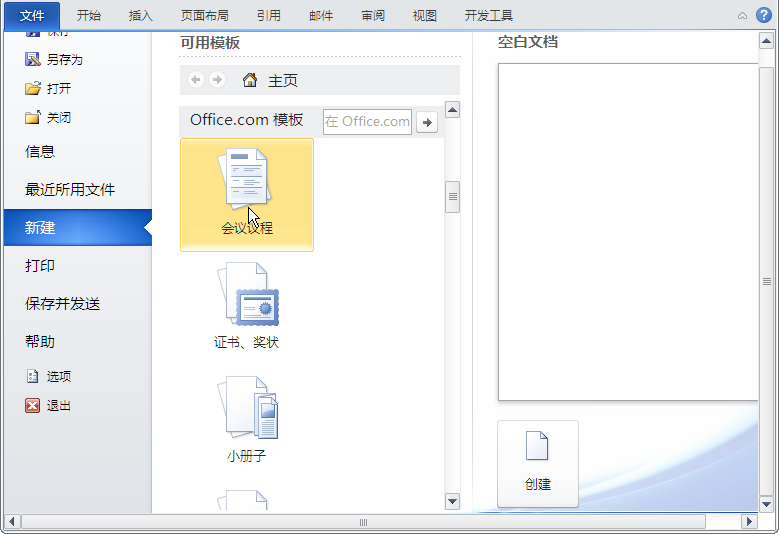 文件 开始 插入 页面布局 引用 邮件 审阅 视图 开发工具
保存
另存为
打开
关闭
信息
最近所用文件
新建
打印
保存并发送
帮助
选项
退出
可用模板
主页
Office.com 模板 在 Office.com
会议议程
证书、奖状
小册子
空白文档
创建